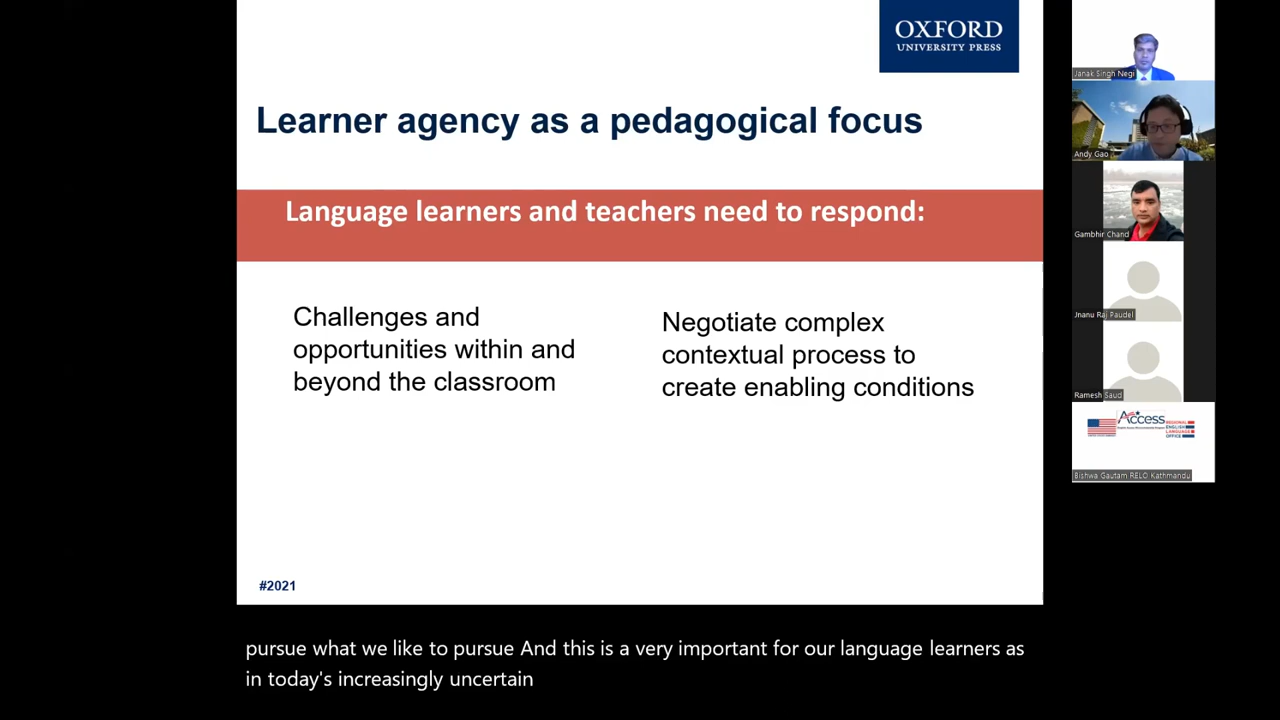 OXFORD
UNIVERSITY PRESS
Learner agency as a pedagogical focus
Language learners and teachers need to respond:
Challenges and
opportunities within and
beyond the classroom
Negotiate complex
contextual process to
create enabling conditions
#2021
pursue what we like to pursue And this is a very important for our language learners as
in today's increasingly uncertain
Janak Singh Negi
Andy Gao
Gambhir Chand
Jnanu Raj Paudel
Ramesh Saud
Access
REGIONAL
ENGLISH
LANGUAGE
OFFICE
Bishwa Gautam RELO Kathmandu